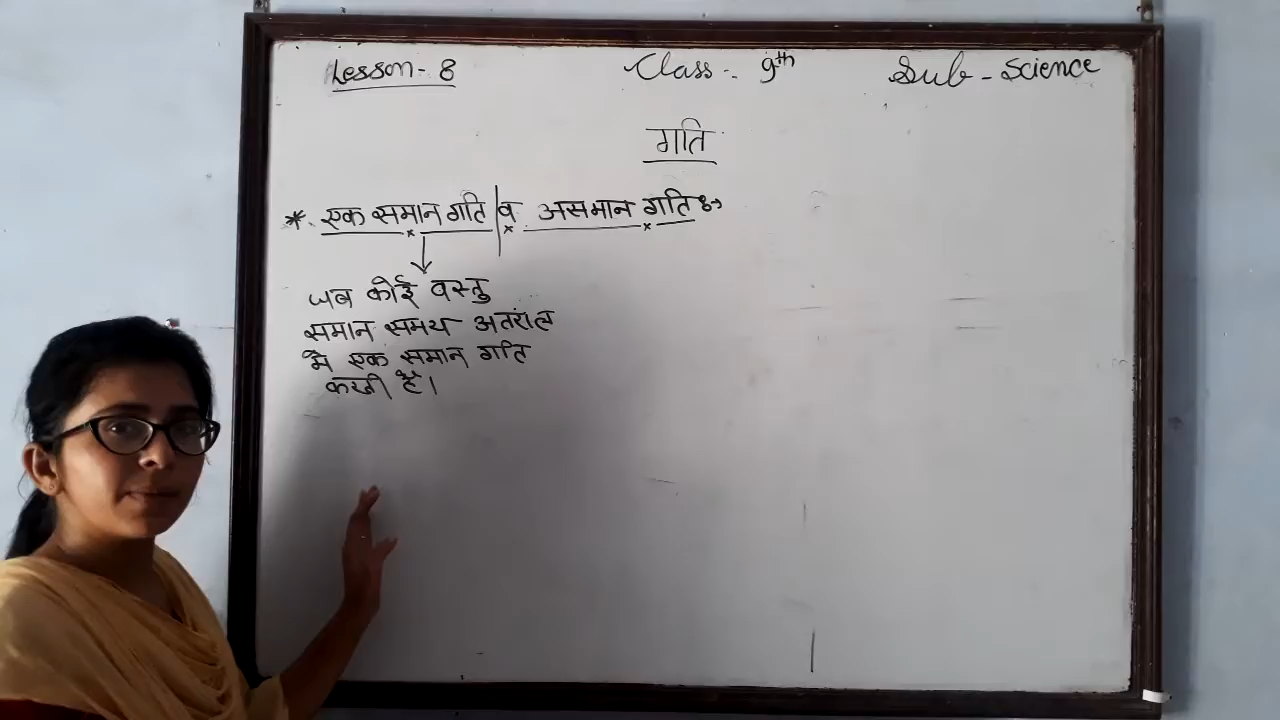 Lesson - 8 Class -. 9th Sub - Science
गति
* एक समान गति व असमान गति :→
जब कोई वस्तु
समान समय अतंराल
मे एक समान गति
करती है।